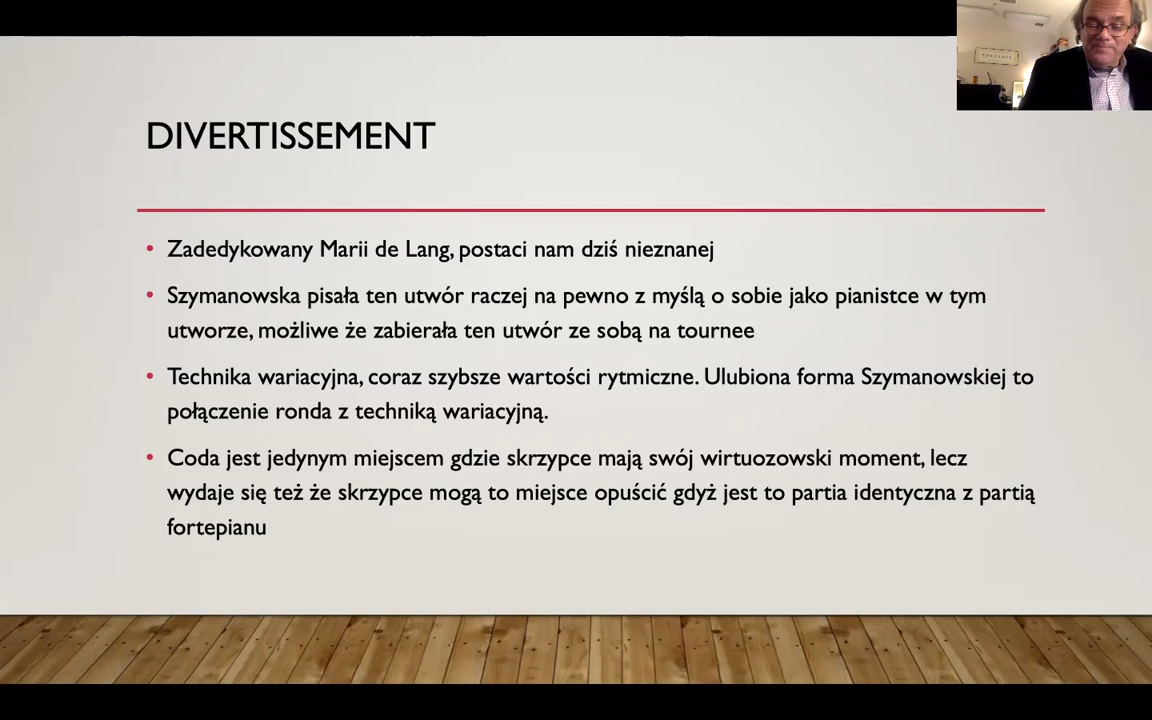 DIVERTISSEMENT
• Zadedykowany Marii de Lang, postaci nam dziś nieznanej
• Szymanowska pisała ten utwór raczej na pewno z myślą o sobie jako pianistce w tym
utworze, możliwe że zabierała ten utwór ze sobą na tournee
• Technika wariacyjna, coraz szybsze wartości rytmiczne. Ulubiona forma Szymanowskiej to
połączenie ronda z techniką wariacyjną.
• Coda jest jedynym miejscem gdzie skrzypce mają swój wirtuozowski moment, lecz
wydaje się też że skrzypce mogą to miejsce opuścić gdyż jest to partia identyczna z partią
fortepianu